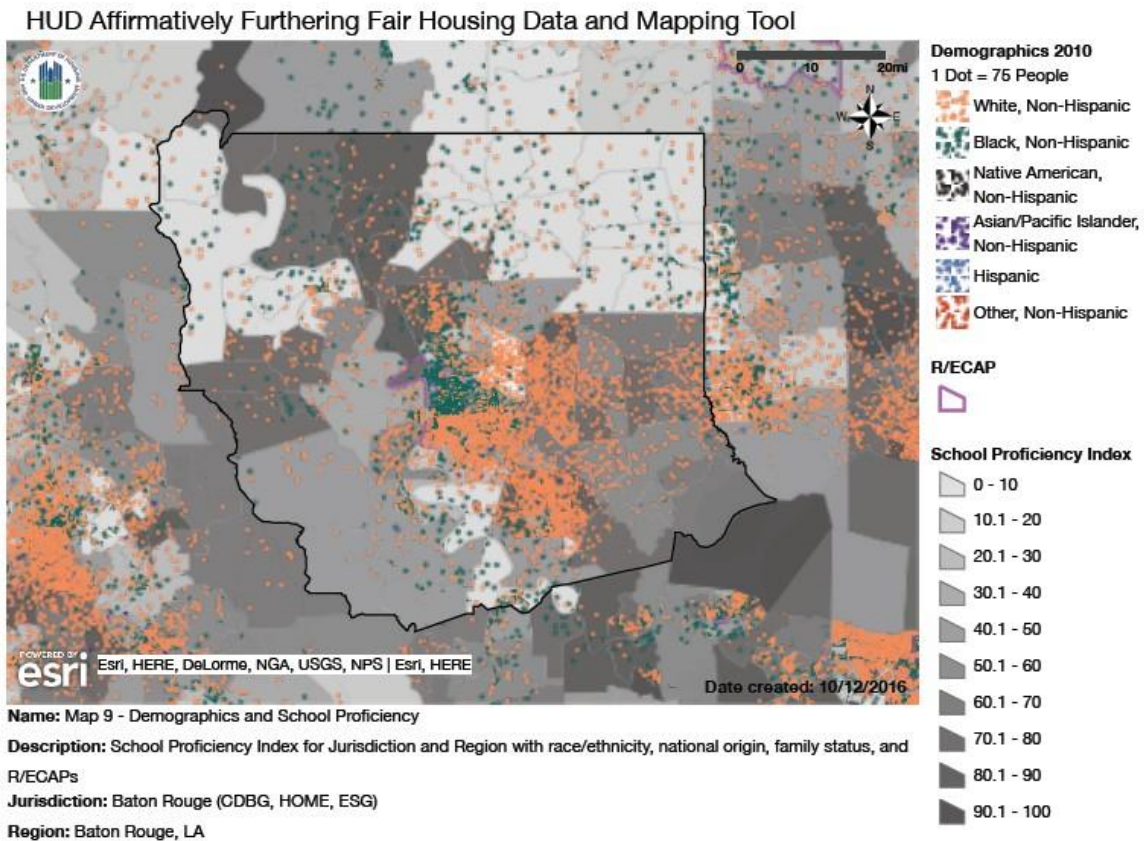 HUD Affirmatively Furthering Fair Housing Data and Mapping Tool
0 10 20mi
N
W E
S
POWERED BY
esri
Esri, HERE, DeLorme, NGA, USGS, NPS | Esri, HERE
Date created: 10/12/2016
Demographics 2010
1 Dot = 75 People
White, Non-Hispanic
Black, Non-Hispanic
Native American,
Non-Hispanic
Asian/Pacific Islander,
Non-Hispanic
Hispanic
Other, Non-Hispanic
R/ECAP
School Proficiency Index
0 - 10
10.1 - 20
20.1 - 30
30.1 - 40
40.1 - 50
50.1 - 60
60.1 - 70
70.1 - 80
80.1 - 90
90.1 - 100
Name: Map 9 - Demographics and School Proficiency
Description: School Proficiency Index for Jurisdiction and Region with race/ethnicity, national origin, family status, and
R/ECAPs
Jurisdiction: Baton Rouge (CDBG, HOME, ESG)
Region: Baton Rouge, LA